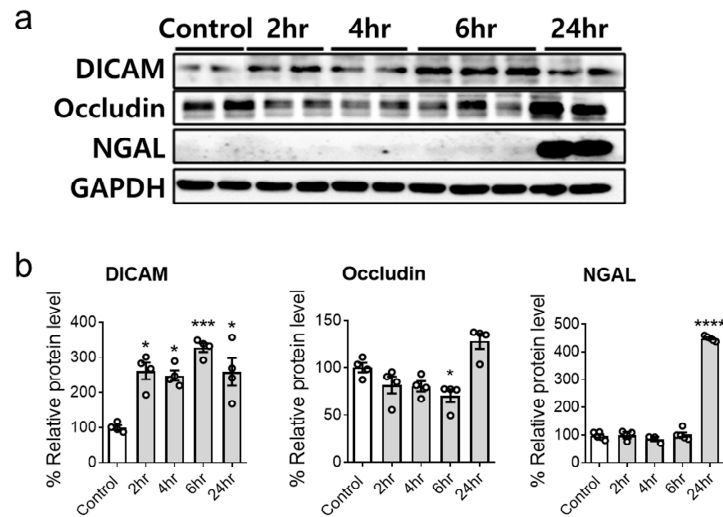 a
Control 2hr 4hr 6hr 24hr
DICAM
Occludin
NGAL
GAPDH
b
DICAM
% Relative protein level
400
300
200
100
0
* * *** *
Control 2hr 4hr 6hr 24hr
Occludin
% Relative protein level
150
100
50
0
*
Control 2hr 4hr 6hr 24hr
NGAL
% Relative protein level
500
400
300
200
100
0
****
Control 2hr 4hr 6hr 24hr